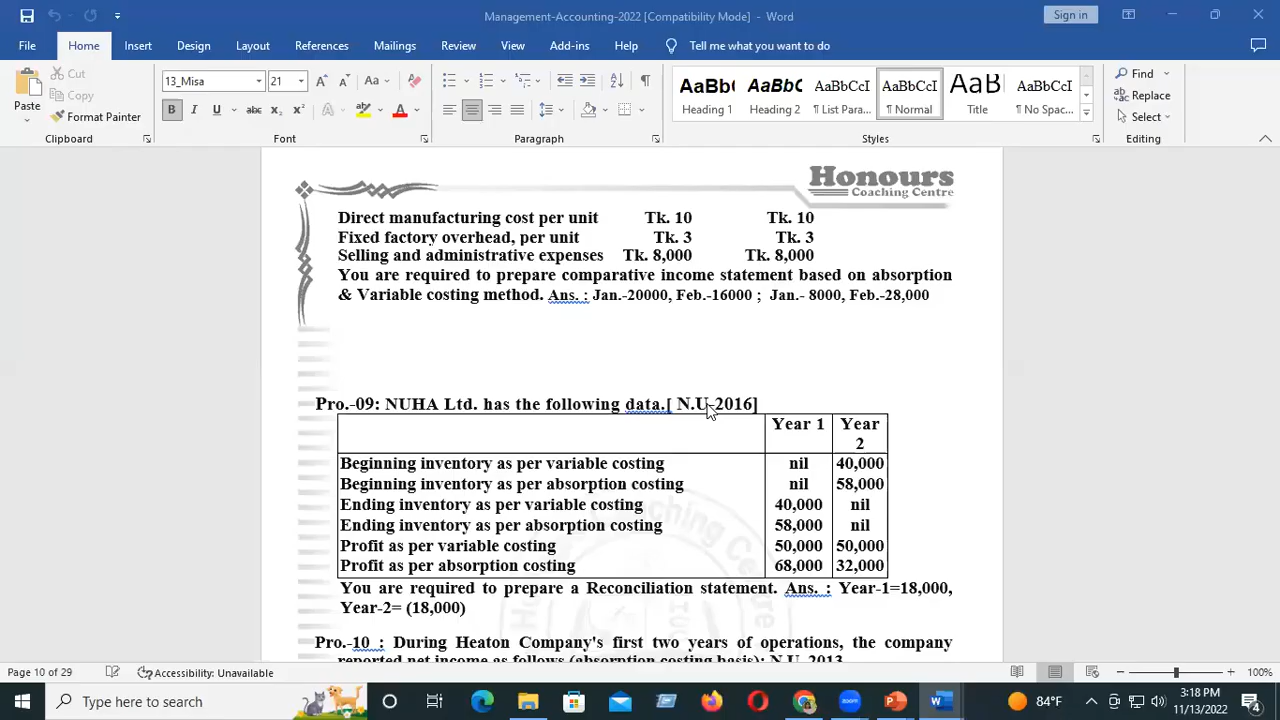 Management-Accounting-2022 [Compatibility Mode] - Word
Sign in
File Home Insert Design Layout References Mailings Review View Add-ins Help Tell me what you want to do
Paste
Cut
Copy
Format Painter
Clipboard
13_Misa 21
Font
Paragraph
AaBb( Heading 1
AaBbCc Heading 2
AaBbCcI ¶ List Para...
AaBbCcI ¶ Normal
AaB Title
AaBbCcI ¶ No Spac...
Styles
Find
Replace
Select
Editing
Honours
Coaching Centre
Direct manufacturing cost per unit Tk. 10 Tk. 10
Fixed factory overhead, per unit Tk. 3 Tk. 3
Selling and administrative expenses Tk. 8,000 Tk. 8,000
You are required to prepare comparative income statement based on absorption
& Variable costing method. Ans. : Jan.-20000, Feb.-16000 ; Jan.- 8000, Feb.-28,000
Pro.-09: NUHA Ltd. has the following data.[ N.U-2016]
Year 1 Year 2
Beginning inventory as per variable costing nil 40,000
Beginning inventory as per absorption costing nil 58,000
Ending inventory as per variable costing 40,000 nil
Ending inventory as per absorption costing 58,000 nil
Profit as per variable costing 50,000 50,000
Profit as per absorption costing 68,000 32,000
You are required to prepare a Reconciliation statement. Ans. : Year-1=18,000,
Year-2= (18,000)
Pro.-10 : During Heaton Company's first two years of operations, the company
reported net income as follows (absorption costing basis): N.U. 2013
Page 10 of 29 Accessibility: Unavailable 100%
Type here to search
84°F
3:18 PM
11/13/2022
4